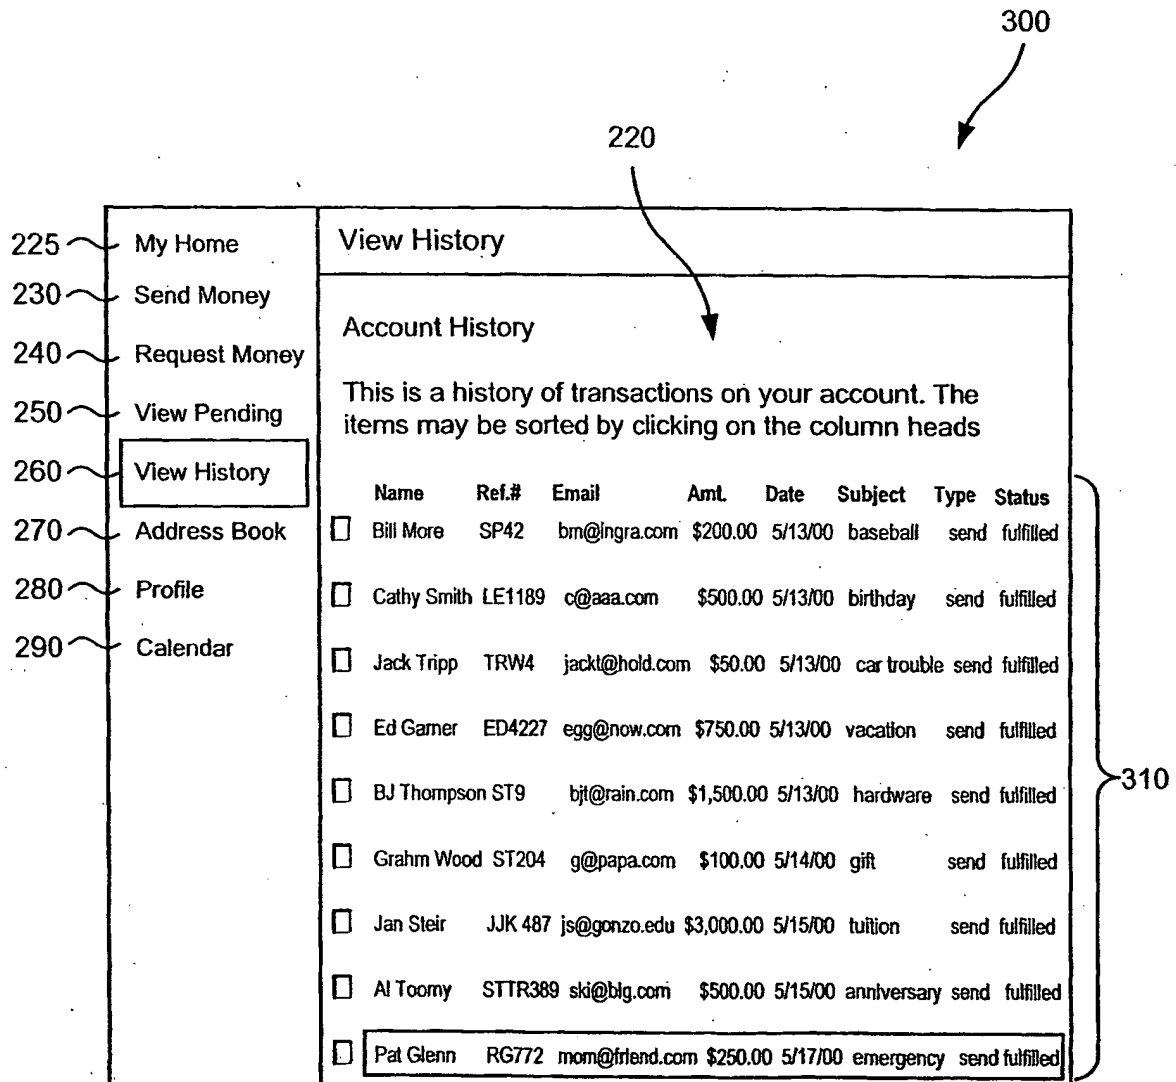 300
220
225 My Home
View History
230 Send Money
Account History
240 Request Money
This is a history of transactions on your account. The
250 View Pending
items may be sorted by clicking on the column heads
260 View History
Name Ref.# Email Amt. Date Subject Type Status
270 Address Book
Bill More SP42 bm@ingra.com $200.00 5/13/00 baseball send fulfilled
280 Profile
Cathy Smith LE1189 c@aaa.com $500.00 5/13/00 birthday send fulfilled
290 Calendar
Jack Tripp TRW4 jackt@hold.com $50.00 5/13/00 car trouble send fulfilled
Ed Garner ED4227 egg@now.com $750.00 5/13/00 vacation send fulfilled
BJ Thompson ST9 bjt@rain.com $1,500.00 5/13/00 hardware send fulfilled
310
Grahm Wood ST204 g@papa.com $100.00 5/14/00 gift send fulfilled
Jan Steir JJK 487 js@gonzo.edu $3,000.00 5/15/00 tuition send fulfilled
Al Toomy STTR389 ski@blg.com $500.00 5/15/00 anniversary send fulfilled
Pat Glenn RG772 mom@friend.com $250.00 5/17/00 emergency send fulfilled